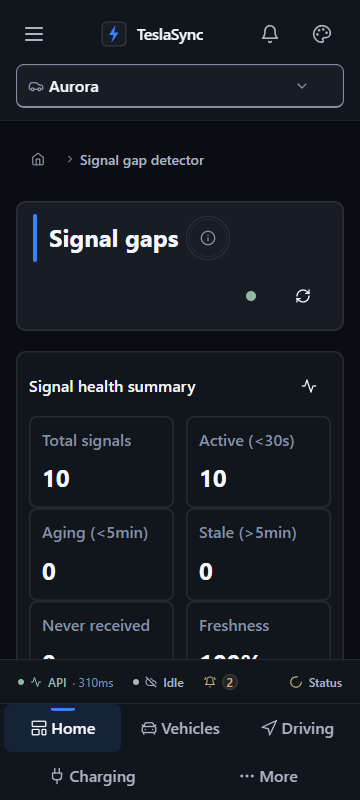 TeslaSync
Aurora
Signal gap detector
Signal gaps
Signal health summary
Total signals
Active (<30s)
10
10
Aging (<5min)
Stale (>5min)
0
0
Never received
Freshness
API · 310ms
Idle
2
Status
Home
Vehicles
Driving
Charging
More